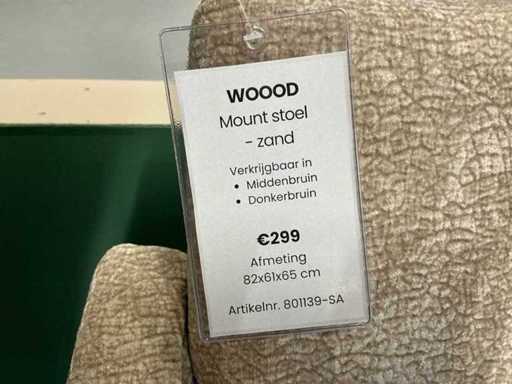 WOOOD
Mount stoel
- zand
Verkrijgbaar in
• Middenbruin
• Donkerbruin
€299
Afmeting
82x61x65 cm
Artikelnr. 801139-SA